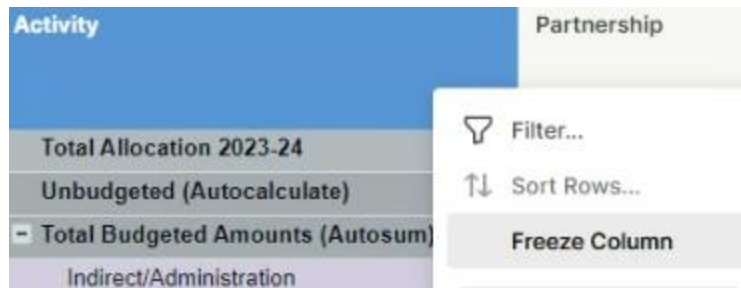 Activity
Partnership
Filter...
Total Allocation 2023-24
Sort Rows...
Unbudgeted (Autocalculate)
Total Budgeted Amounts (Autosum)
Freeze Column
Indirect/Administration